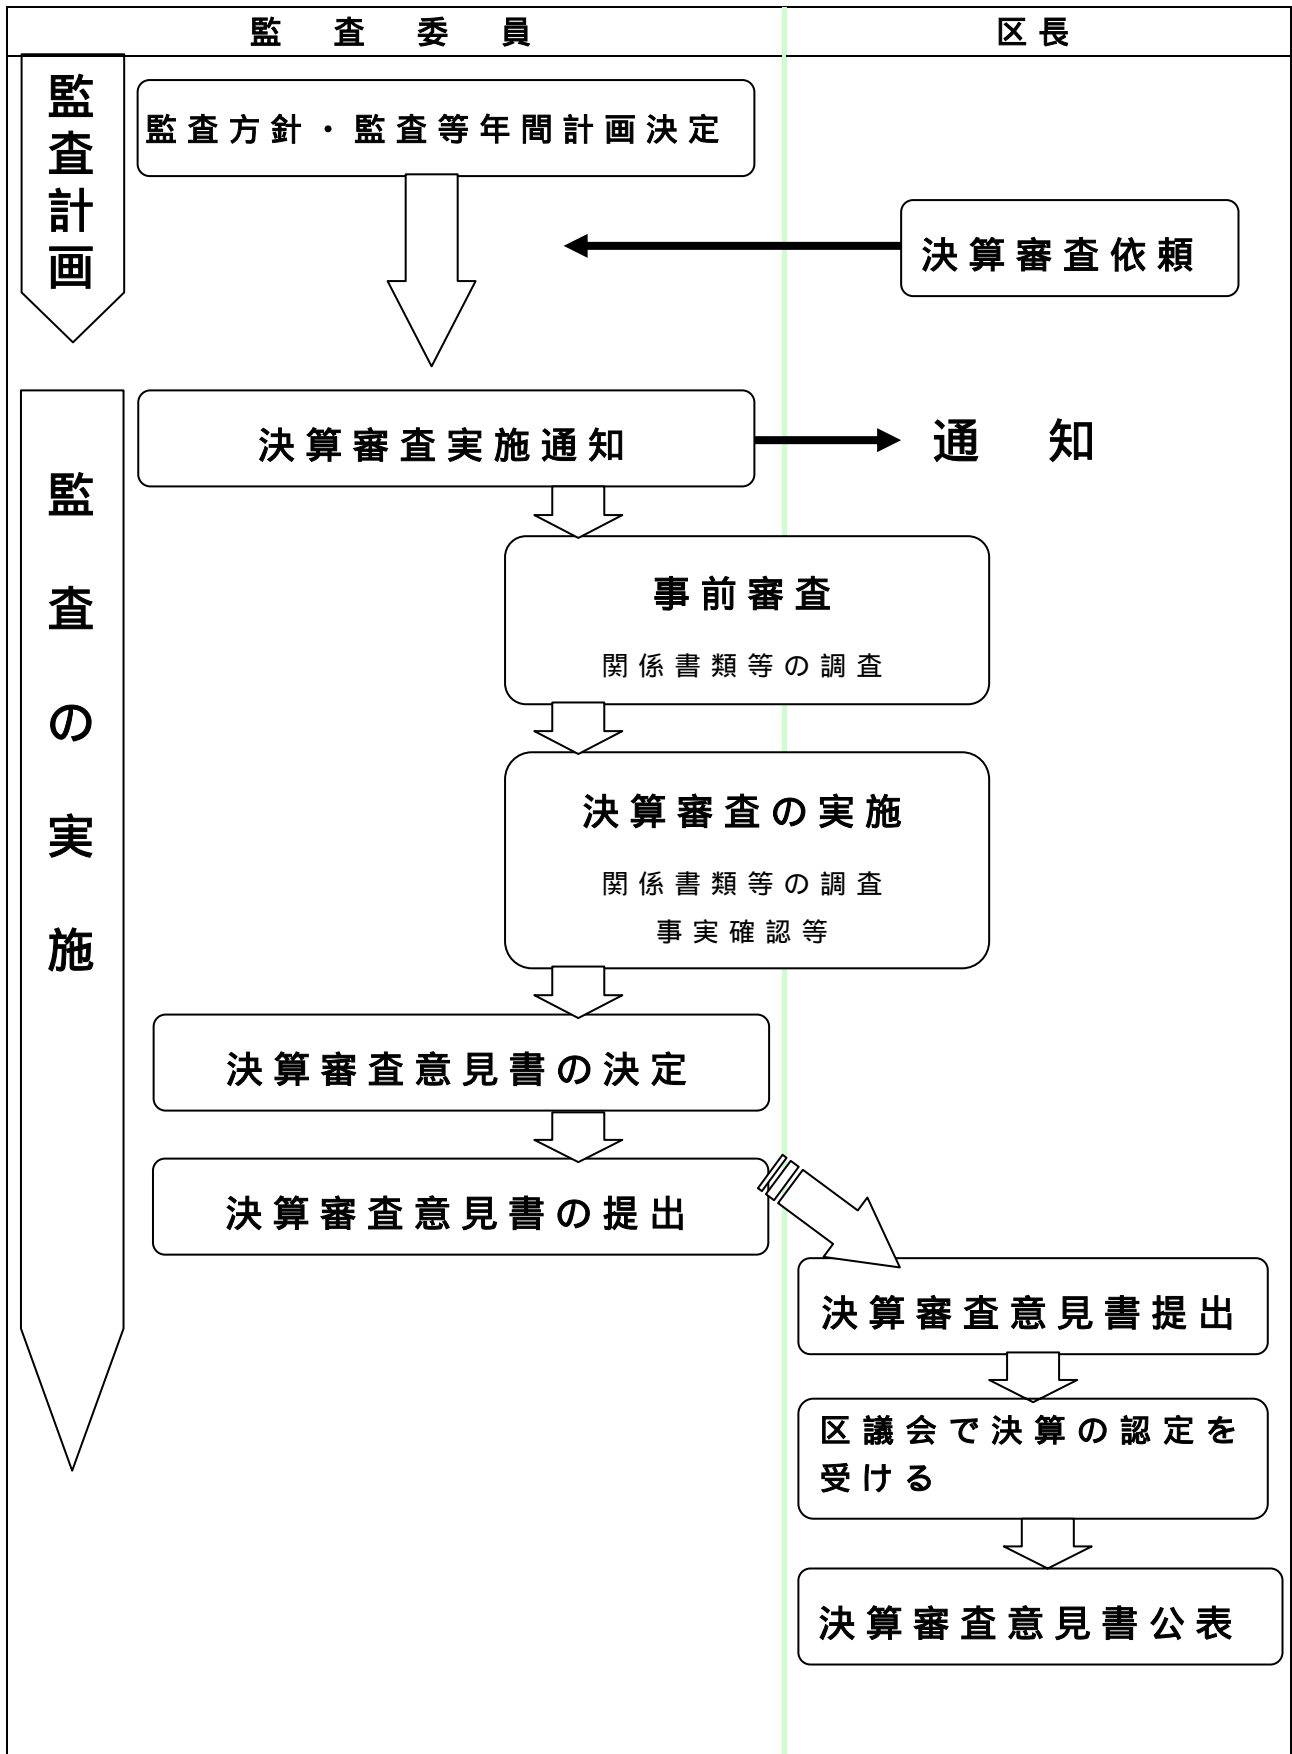 監査委員
区長
監査計画
監査方針・監査等年間計画決定
決算審査依頼
監査の実施
決算審査実施通知
通知
事前審査
関係書類等の調査
決算審査の実施
関係書類等の調査
事実確認等
決算審査意見書の決定
決算審査意見書の提出
決算審査意見書提出
区議会で決算の認定を
受ける
決算審査意見書公表